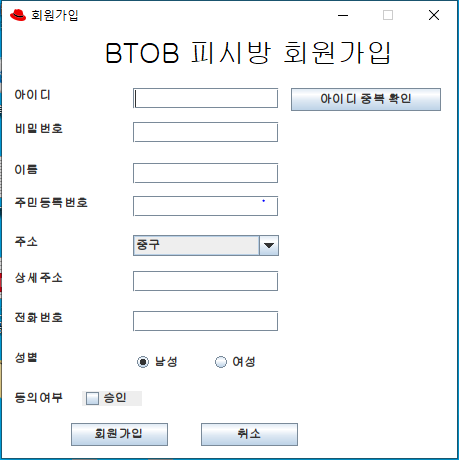 회원가입
BTOB 피시방 회원가입
아이디
아이디 중복 확인
비밀번호
이름
주민등록번호
주소
중구
상세주소
전화번호
성별
남성
여성
동의여부
승인
회원가입
취소